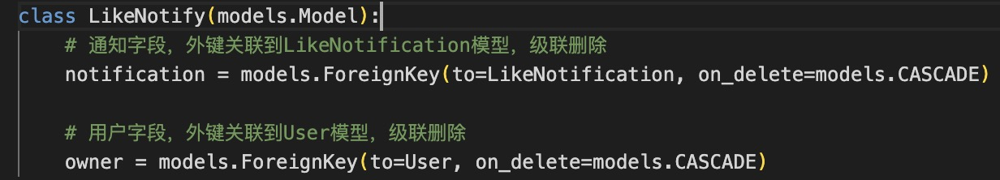 class LikeNotify(models.Model):
# 通知字段，外键关联到LikeNotification模型，级联删除
notification = models.ForeignKey(to=LikeNotification, on_delete=models.CASCADE)
# 用户字段，外键关联到User模型，级联删除
owner = models.ForeignKey(to=User, on_delete=models.CASCADE)